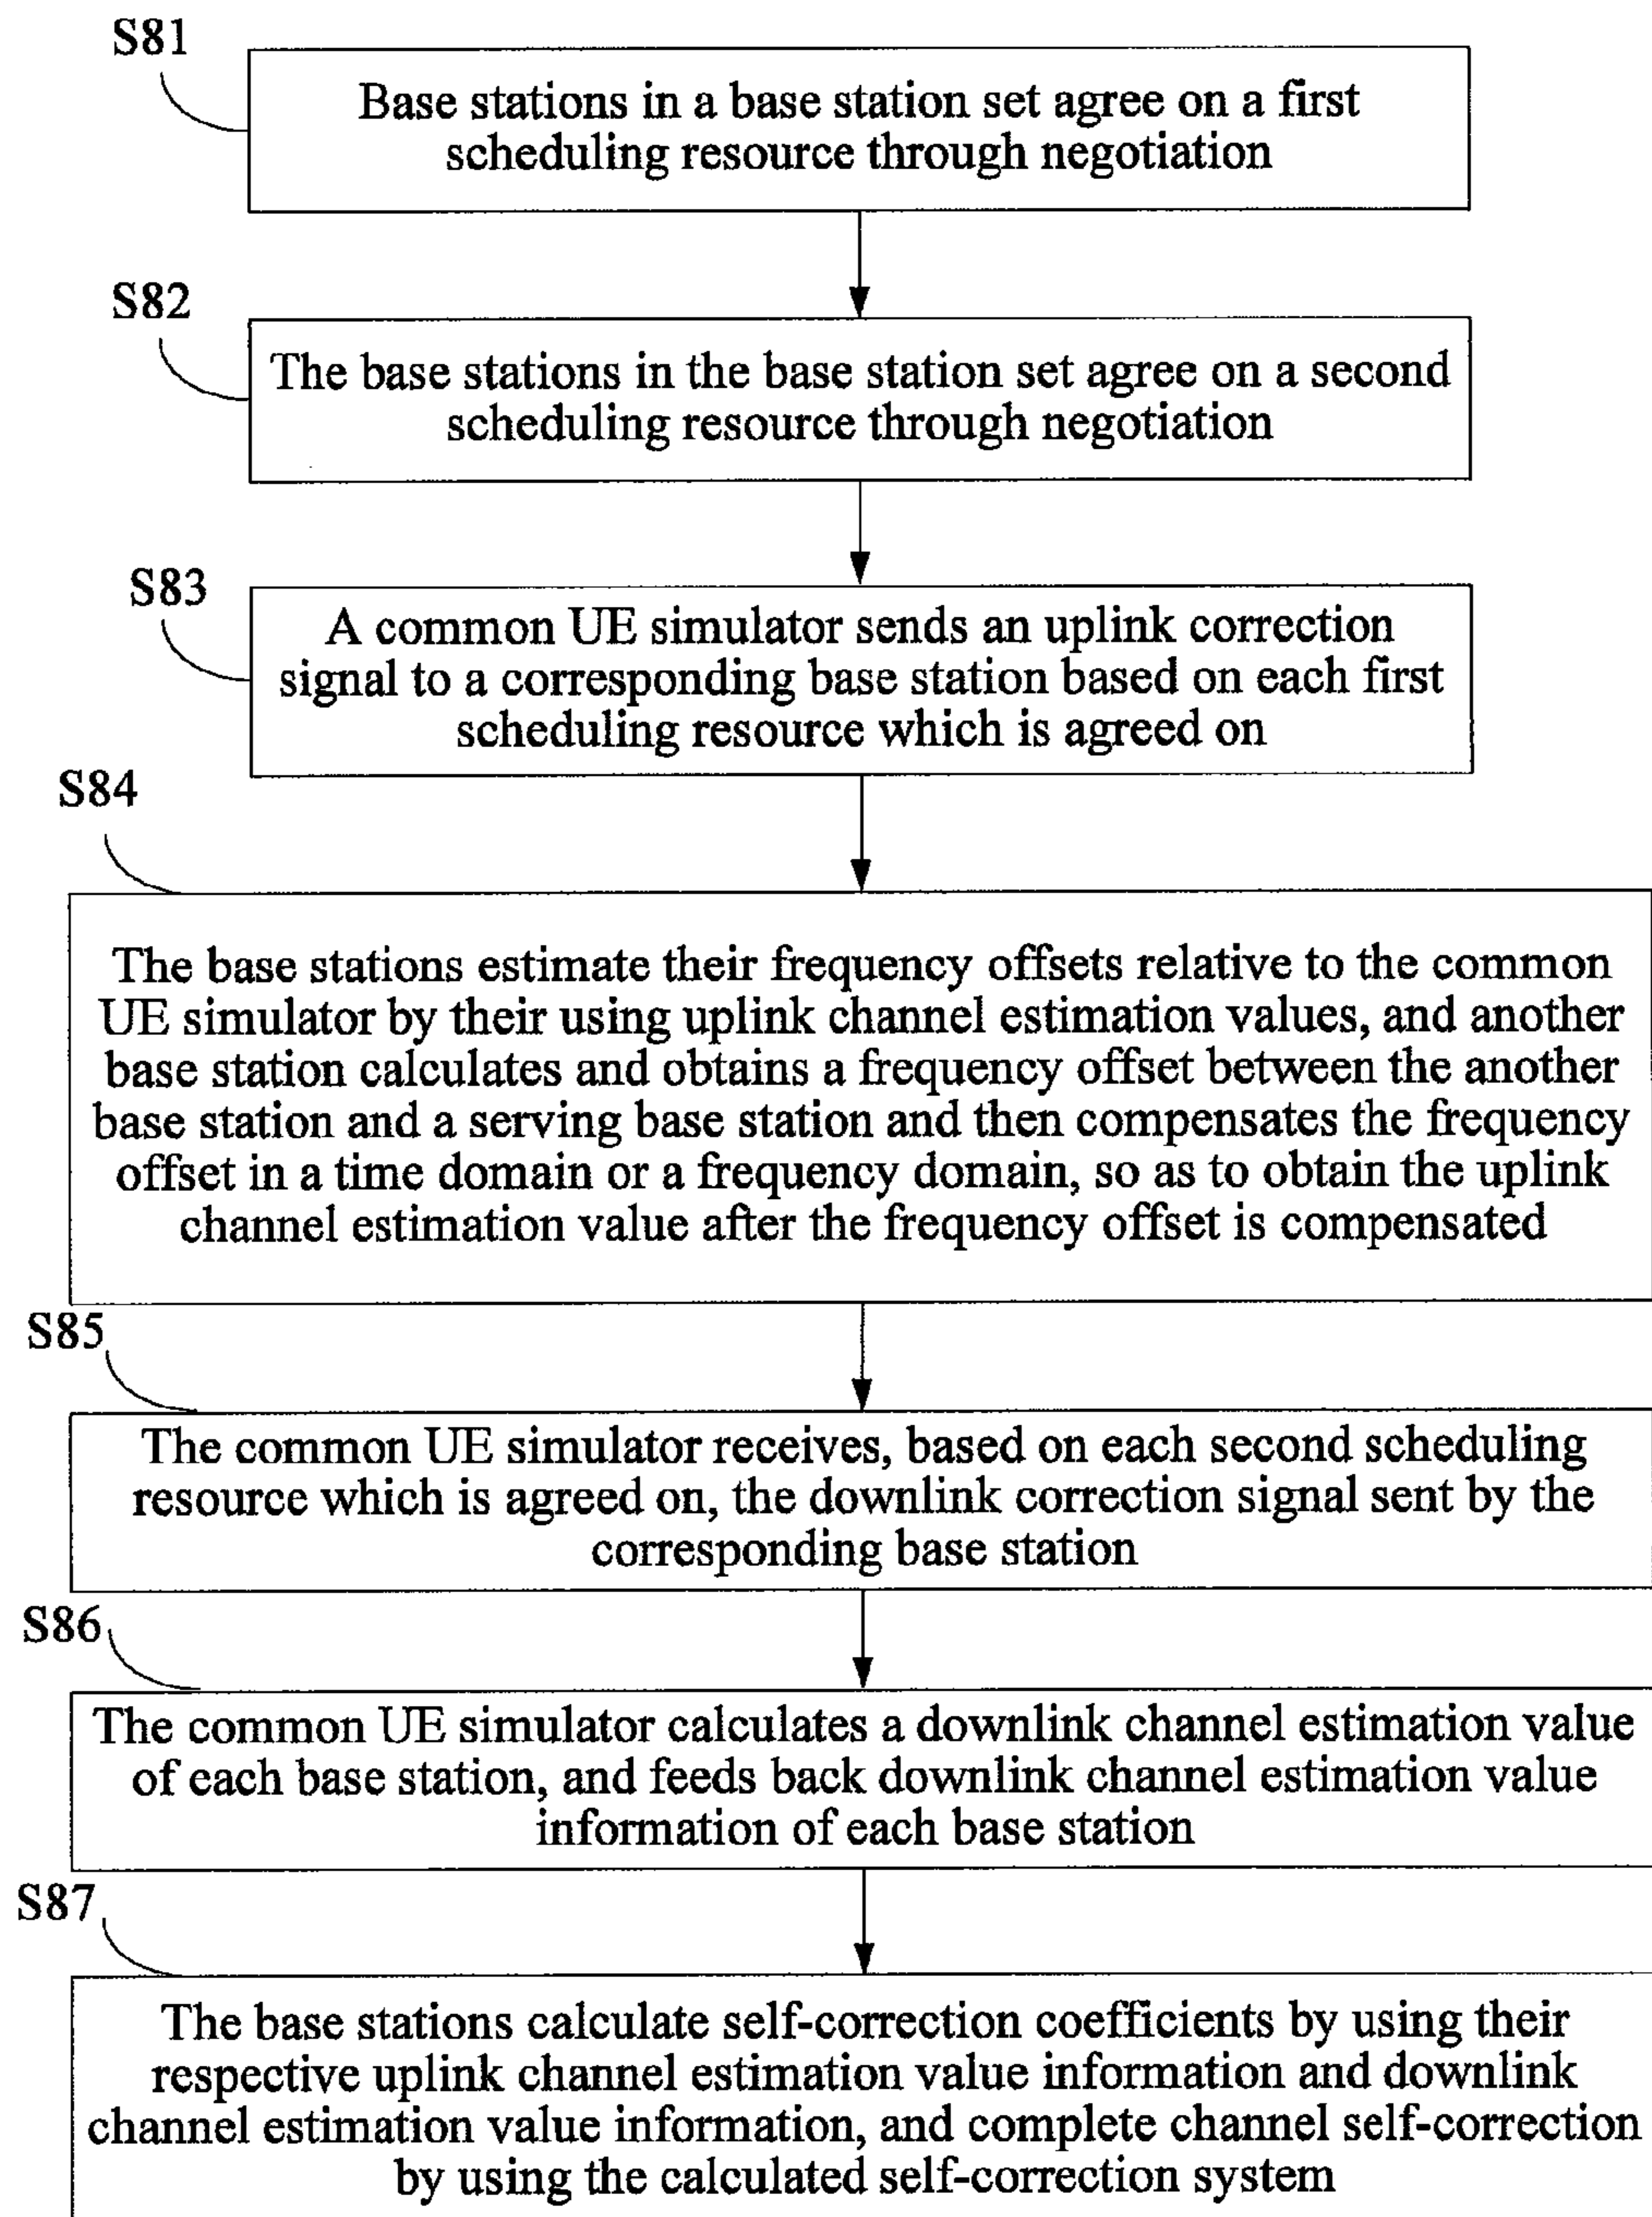 S81
Base stations in a base station set agree on a first
scheduling resource through negotiation
S82
The base stations in the base station set agree on a second
scheduling resource through negotiation
S83
A common UE simulator sends an uplink correction
signal to a corresponding base station based on each first
scheduling resource which is agreed on
S84
The base stations estimate their frequency offsets relative to the common
UE simulator by their using uplink channel estimation values, and another
base station calculates and obtains a frequency offset between the another
base station and a serving base station and then compensates the frequency
offset in a time domain or a frequency domain, so as to obtain the uplink
channel estimation value after the frequency offset is compensated
S85
The common UE simulator receives, based on each second scheduling
resource which is agreed on, the downlink correction signal sent by the
corresponding base station
S86
The common UE simulator calculates a downlink channel estimation value
of each base station, and feeds back downlink channel estimation value
information of each base station
S87
The base stations calculate self-correction coefficients by using their
respective uplink channel estimation value information and downlink
channel estimation value information, and complete channel self-correction
by using the calculated self-correction system